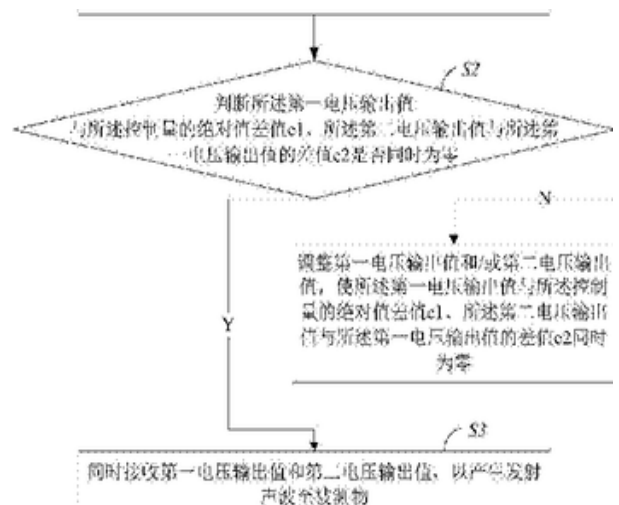 S2
判断所述第一电压输出值
与所述控制量的绝对值差值e1、所述第二电压输出值与所述第
一电压输出值的差值e2是否同时为零
N
调整第一电压输出值和/或第二电压输出
值，使所述第一电压输出值与所述控制
量的绝对值差值e1、所述第二电压输出
值与所述第一电压输出值的差值e2同时
为零
Y
S3
同时接收第一电压输出值和第二电压输出值，以产生发射
声波至被测物